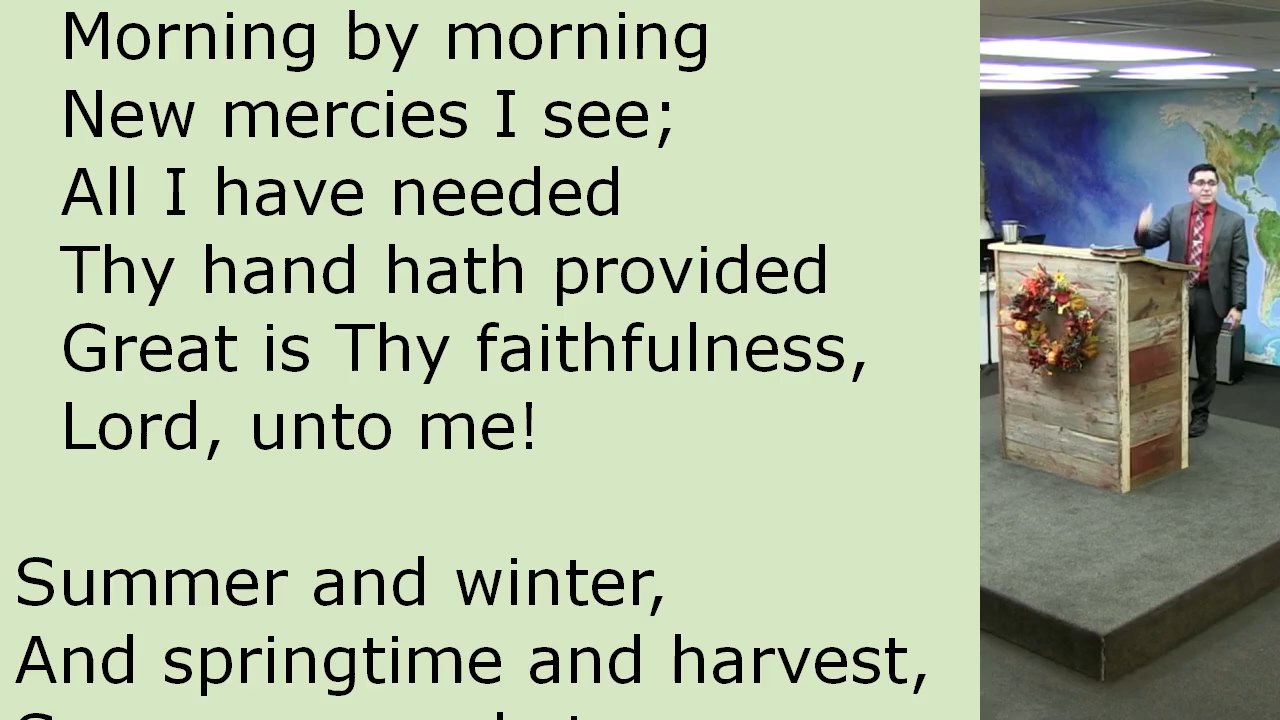 Morning by morning
New mercies I see;
All I have needed
Thy hand hath provided
Great is Thy faithfulness,
Lord, unto me!
Summer and winter,
And springtime and harvest,